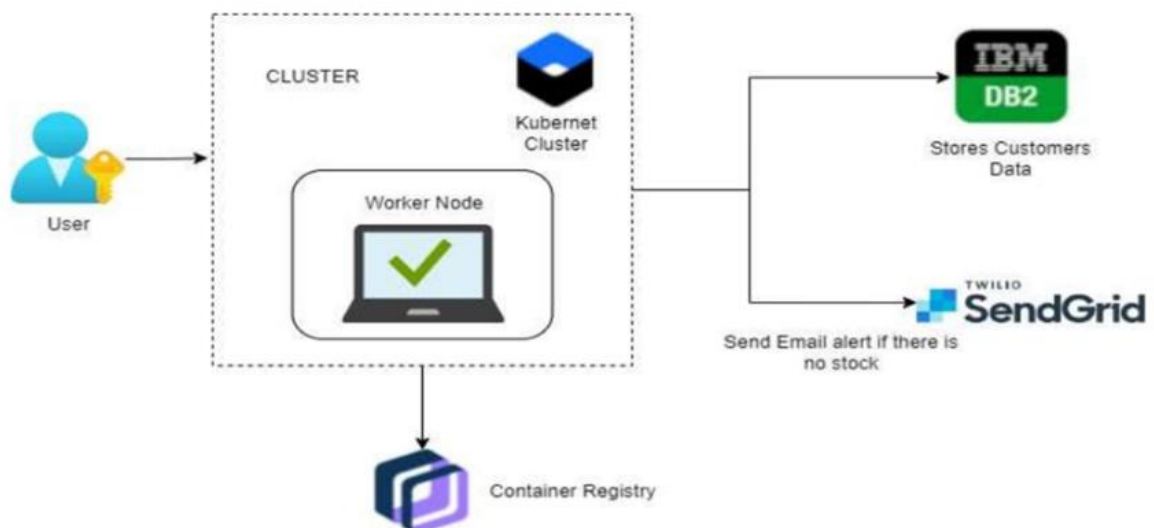 CLUSTER
Kubernet
Cluster
IBM
DB2
Stores Customers
Data
User
Worker Node
TWILIO
SendGrid
Send Email alert if there is
no stock
Container Registry